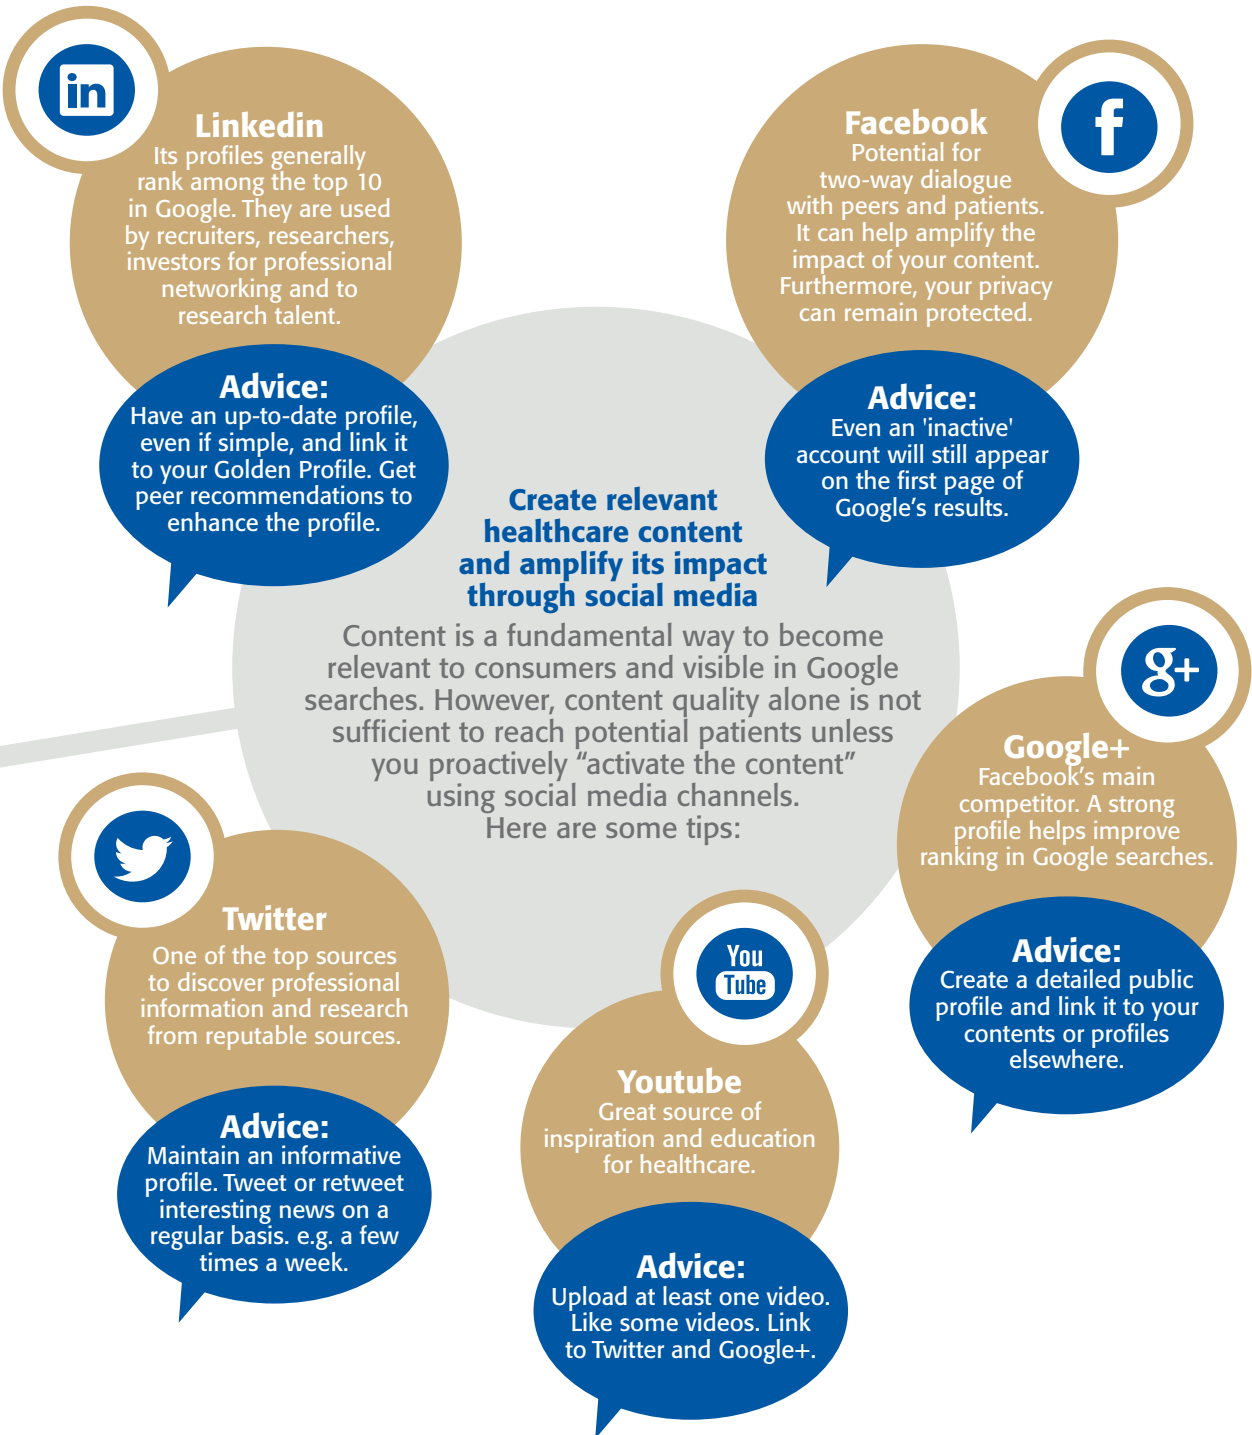 in
Linkedin
Its profiles generally
rank among the top 10
in Google. They are used
by recruiters, researchers,
investors for professional
networking and to
research talent.
Advice:
Have an up-to-date profile,
even if simple, and link it
to your Golden Profile. Get
peer recommendations to
enhance the profile.
f
Facebook
Potential for
two-way dialogue
with peers and patients.
It can help amplify the
impact of your content.
Furthermore, your privacy
can remain protected.
Advice:
Even an 'inactive'
account will still appear
on the first page of
Google’s results.
Create relevant
healthcare content
and amplify its impact
through social media
Content is a fundamental way to become
relevant to consumers and visible in Google
searches. However, content quality alone is not
sufficient to reach potential patients unless
you proactively “activate the content”
using social media channels.
Here are some tips:
g+
Google+
Facebook’s main
competitor. A strong
profile helps improve
ranking in Google searches.
Advice:
Create a detailed public
profile and link it to your
contents or profiles
elsewhere.
Twitter
One of the top sources
to discover professional
information and research
from reputable sources.
Advice:
Maintain an informative
profile. Tweet or retweet
interesting news on a
regular basis. e.g. a few
times a week.
You
Tube
Youtube
Great source of
inspiration and education
for healthcare.
Advice:
Upload at least one video.
Like some videos. Link
to Twitter and Google+.